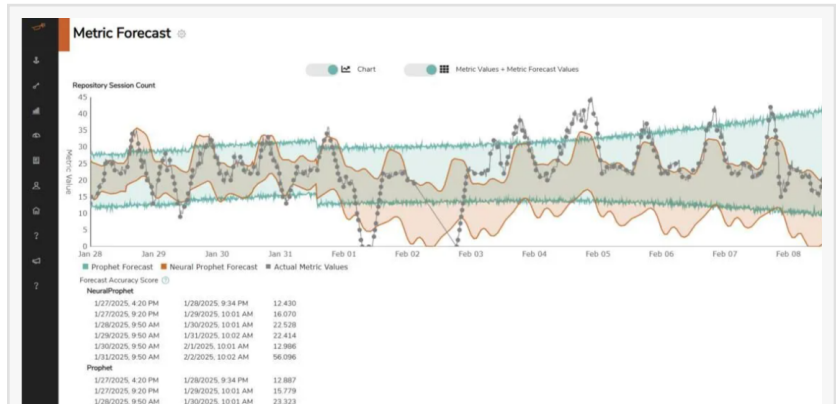 Metric Forecast
Chart
Metric Values + Metric Forecast Values
Repository Session Count
Metric Value
45
40
35
30
25
20
15
10
5
0
Jan 28 Jan 29 Jan 30 Jan 31 Feb 01 Feb 02 Feb 03 Feb 04 Feb 05 Feb 06 Feb 07 Feb 08
Prophet Forecast Neural Prophet Forecast Actual Metric Values
Forecast Accuracy Score ?
NeuralProphet
1/27/2025, 4:20 PM 1/28/2025, 9:34 PM 12.430
1/27/2025, 9:20 PM 1/29/2025, 10:01 AM 16.070
1/28/2025, 9:50 AM 1/30/2025, 10:01 AM 22.528
1/29/2025, 9:50 AM 1/31/2025, 10:02 AM 22.414
1/30/2025, 9:50 AM 2/1/2025, 10:01 AM 12.986
1/31/2025, 9:50 AM 2/2/2025, 10:02 AM 56.096
Prophet
1/27/2025, 4:20 PM 1/28/2025, 9:34 PM 12.887
1/27/2025, 9:20 PM 1/29/2025, 10:01 AM 15.779
1/28/2025, 9:50 AM 1/30/2025, 10:01 AM 23.323